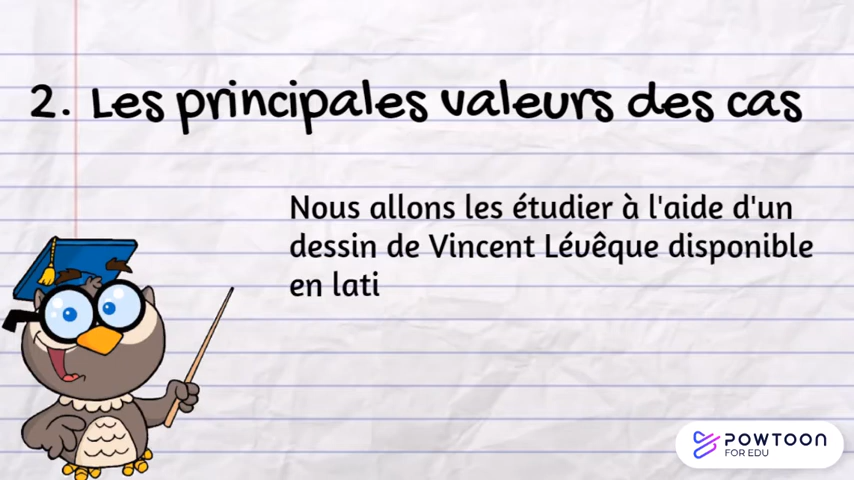 2. Les principales valeurs des cas
Nous allons les étudier à l'aide d'un
dessin de Vincent Lévêque disponible
en lati
POWTOON
FOR EDU